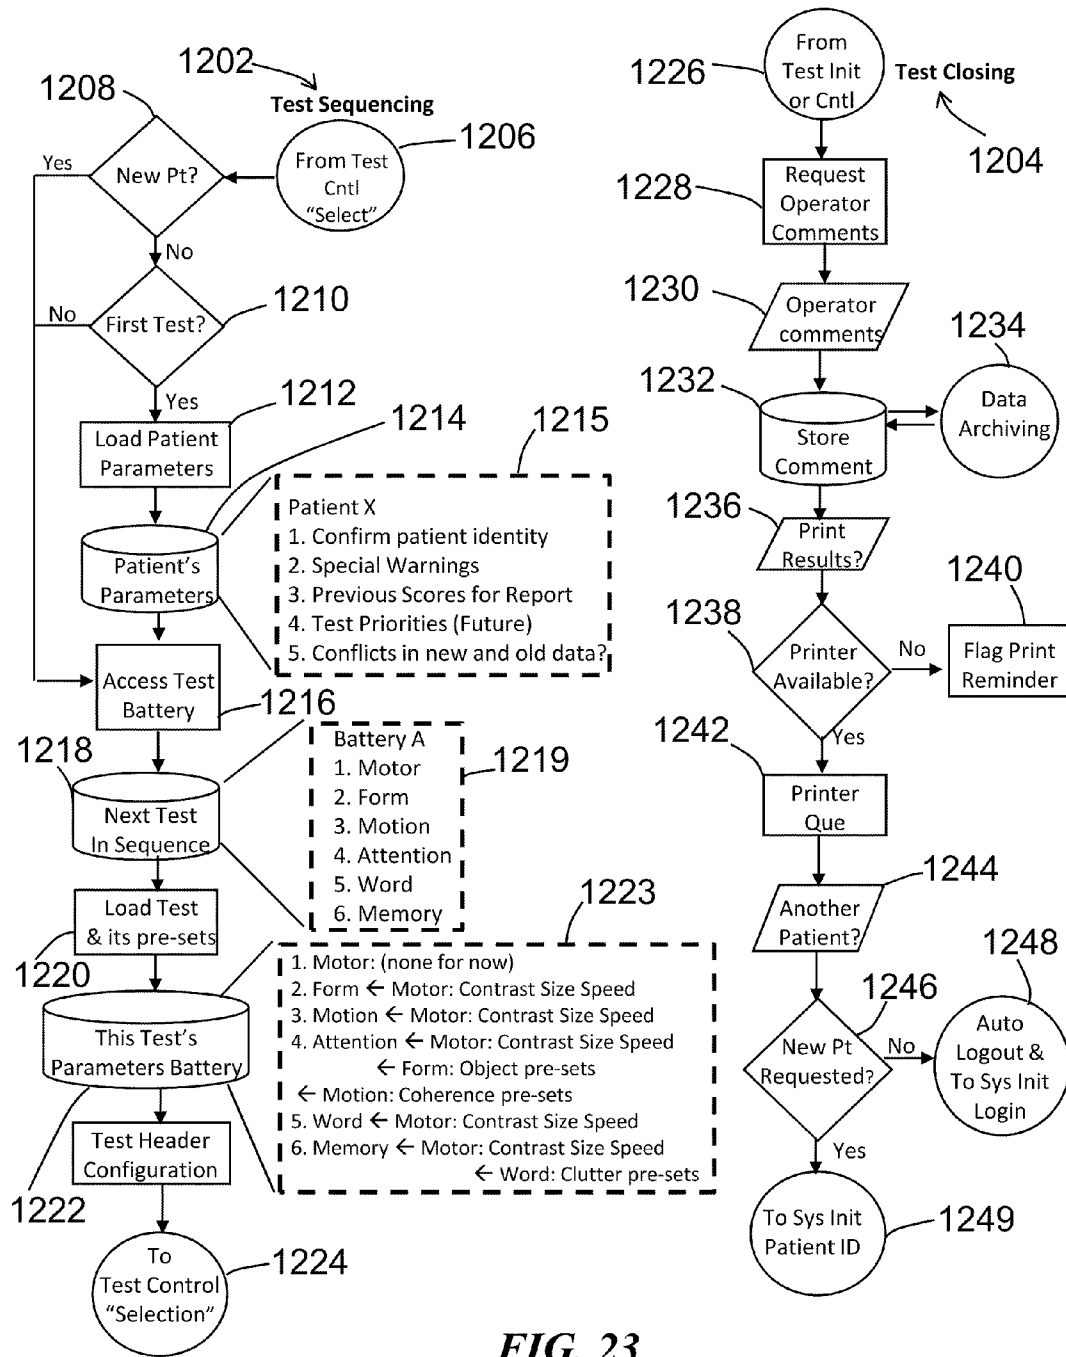 1202
1208
Test Sequencing
1206
Yes
New Pt?
From Test
Cntl
"Select"
No
1210
No
First Test?
Yes
1212
1214
1215
Load Patient
Parameters
Patient X
1. Confirm patient identity
2. Special Warnings
3. Previous Scores for Report
4. Test Priorities (Future)
5. Conflicts in new and old data?
Patient's
Parameters
Access Test
Battery
1216
1218
Battery A
1. Motor
2. Form
3. Motion
4. Attention
5. Word
6. Memory
1219
Next Test
In Sequence
Load Test
& its pre-sets
1220
1223
1. Motor: (none for now)
2. Form ← Motor: Contrast Size Speed
3. Motion ← Motor: Contrast Size Speed
4. Attention ← Motor: Contrast Size Speed
← Form: Object pre-sets
← Motion: Coherence pre-sets
5. Word ← Motor: Contrast Size Speed
6. Memory ← Motor: Contrast Size Speed
← Word: Clutter pre-sets
This Test's
Parameters Battery
Test Header
Configuration
1222
To
Test Control
"Selection"
1224
1226
From
Test Init
or Cntl
Test Closing
1204
1228
Request
Operator
Comments
1230
Operator
comments
1234
1232
Data
Archiving
Store
Comment
1236
Print
Results?
1240
1238
Printer
Available?
No
Flag Print
Reminder
1242
Yes
Printer
Que
1244
Another
Patient?
1248
1246
New Pt
Requested?
No
Auto
Logout &
To Sys Init
Login
Yes
To Sys Init
Patient ID
1249
FIG. 23